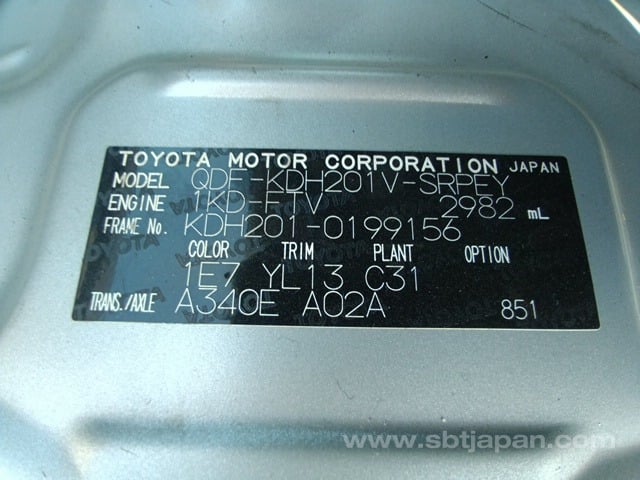 TOYOTA MOTOR CORPORATION JAPAN
MODEL QDF-KDH201V-SRPEY
ENGINE 1KD-FTV 2982 mL
FRAME No. KDH201-0199156
COLOR TRIM PLANT OPTION
1E7 YL13 C31
TRANS./AXLE A340E A02A 851
www.sbtjapan.com